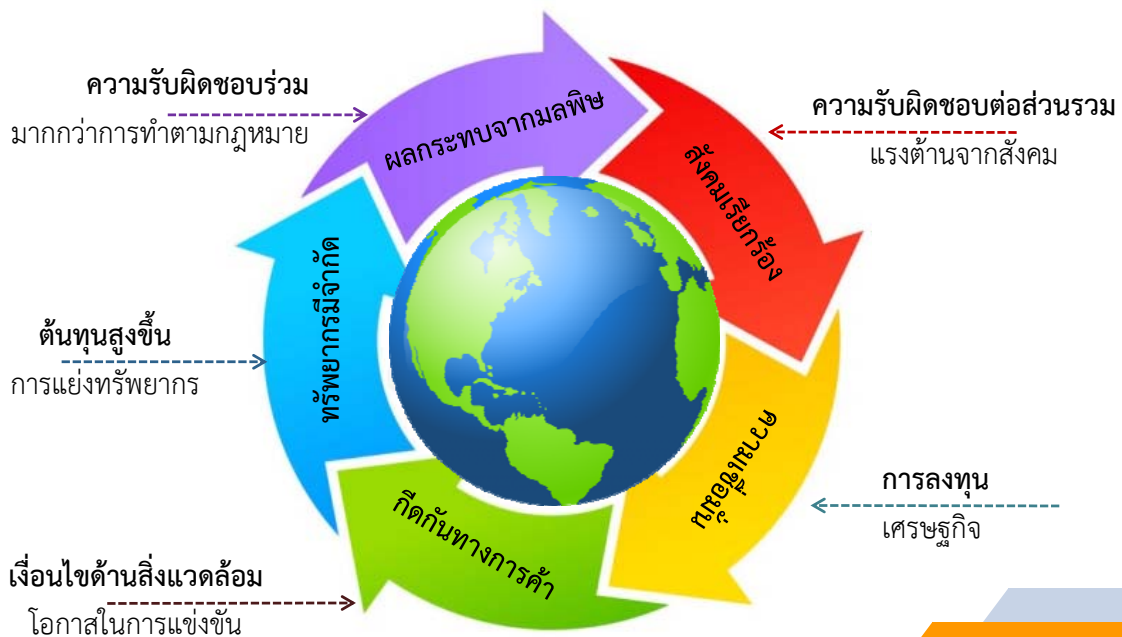 ความรับผิดชอบร่วม
มากกว่าการทำตามกฎหมาย
ผลกระทบจากมลพิษ
ความรับผิดชอบต่อส่วนรวม
แรงต้านจากสังคม
สังคมเรียกร้อง
ทรัพยากรมีจำกัด
ต้นทุนสูงขึ้น
การแย่งทรัพยากร
ความเชื่อมั่น
การลงทุน
เศรษฐกิจ
กีดกันทางการค้า
เงื่อนไขด้านสิ่งแวดล้อม
โอกาสในการแข่งขัน